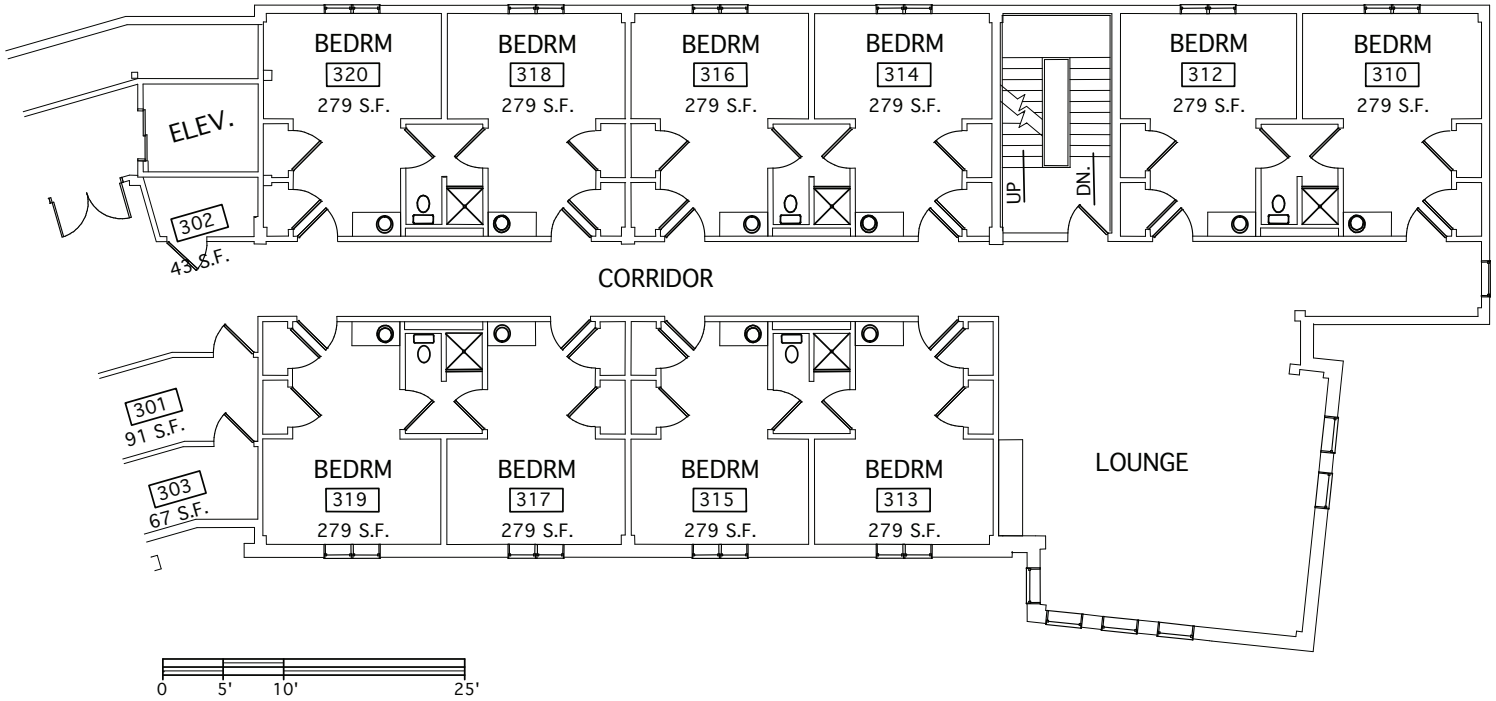 BEDRM
320
279 S.F.
BEDRM
318
279 S.F.
BEDRM
316
279 S.F.
BEDRM
314
279 S.F.
BEDRM
312
279 S.F.
BEDRM
310
279 S.F.
ELEV.
UP
DN.
302
43 S.F.
CORRIDOR
301
91 S.F.
303
67 S.F.
BEDRM
319
279 S.F.
BEDRM
317
279 S.F.
BEDRM
315
279 S.F.
BEDRM
313
279 S.F.
LOUNGE
0 5' 10' 25'